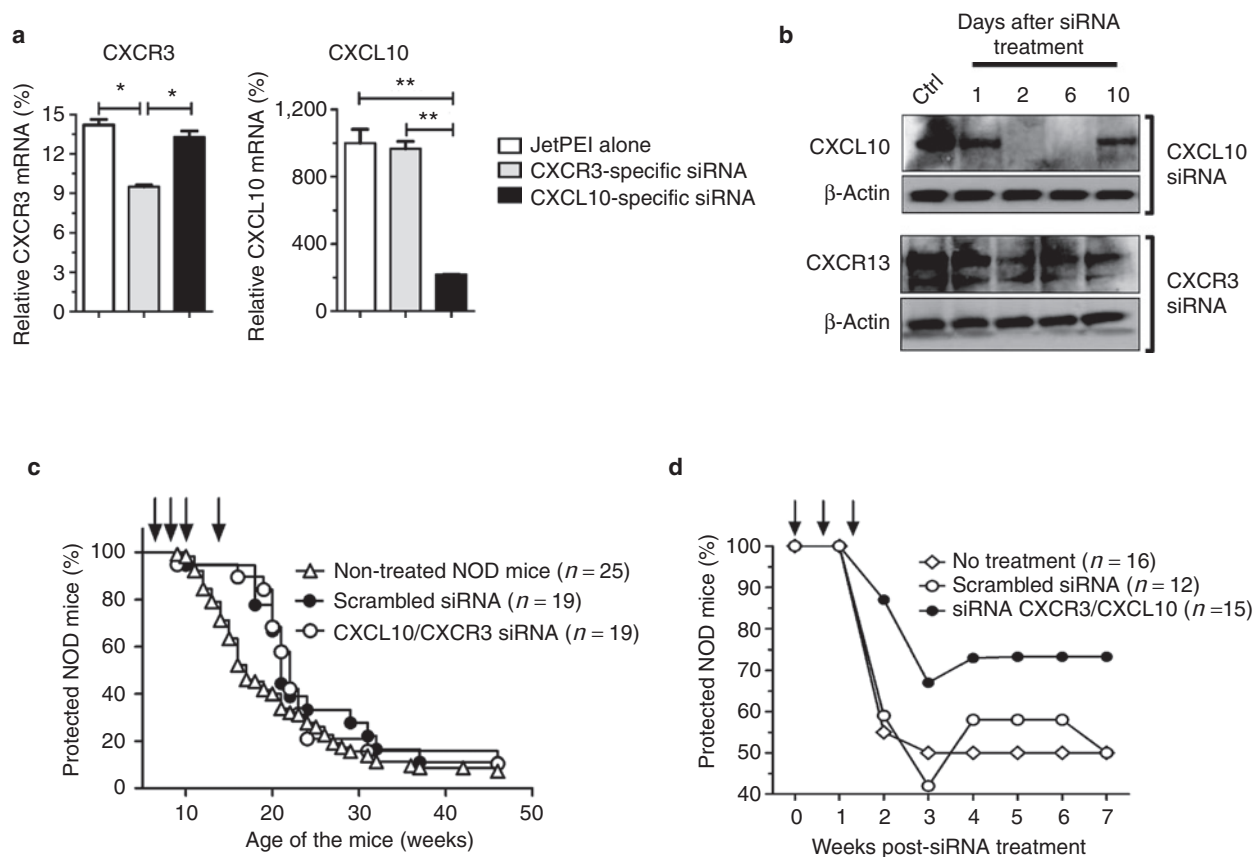 a
CXCR3
Relative CXCR3 mRNA (%)
15
12
9
6
3
0
*
*
CXCL10
Relative CXCL10 mRNA (%)
1,200
800
400
0
**
**
JetPEI alone
CXCR3-specific siRNA
CXCL10-specific siRNA
b
Days after siRNA
treatment
Ctrl 1 2 6 10
CXCL10
β-Actin
CXCL10
siRNA
CXCR13
β-Actin
CXCR3
siRNA
c
Protected NOD mice (%)
100
80
60
40
20
0
10 20 30 40 50
Age of the mice (weeks)
Non-treated NOD mice (n = 25)
Scrambled siRNA (n = 19)
CXCL10/CXCR3 siRNA (n = 19)
d
Protected NOD mice (%)
100
90
80
70
60
50
40
0 1 2 3 4 5 6 7
Weeks post-siRNA treatment
No treatment (n = 16)
Scrambled siRNA (n = 12)
siRNA CXCR3/CXCL10 (n =15)